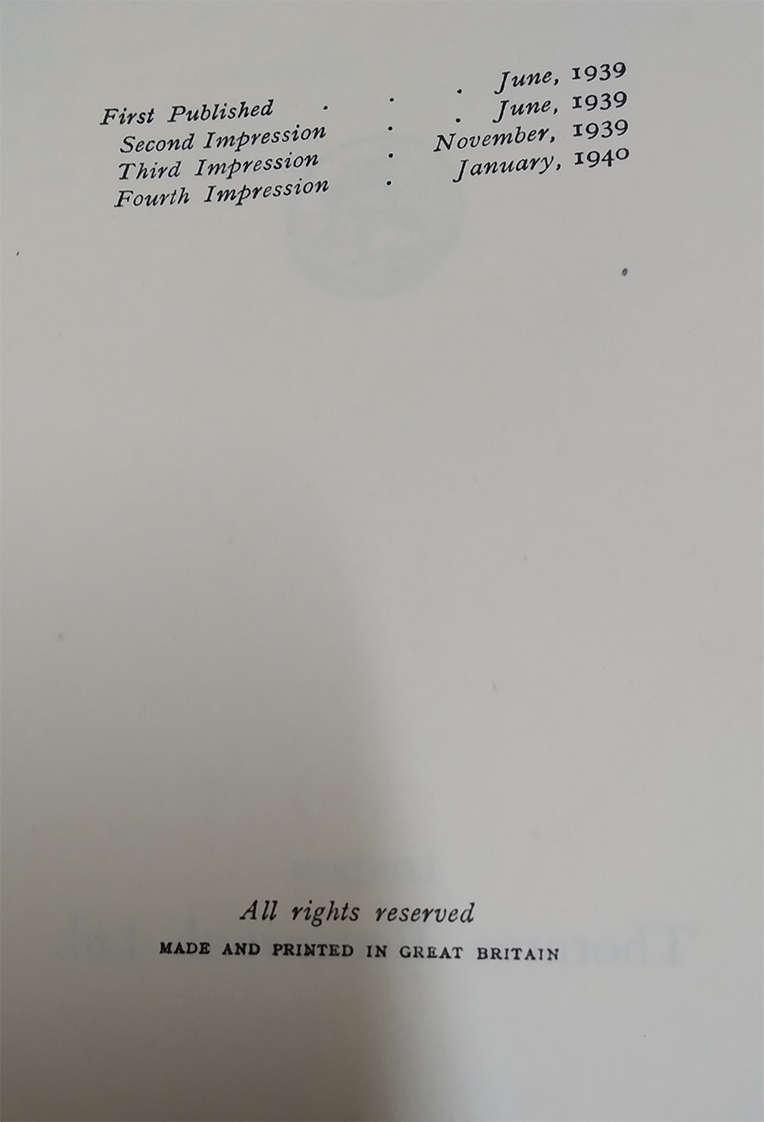 First Published . . . June, 1939
Second Impression . . June, 1939
Third Impression . November, 1939
Fourth Impression . January, 1940
All rights reserved
MADE AND PRINTED IN GREAT BRITAIN